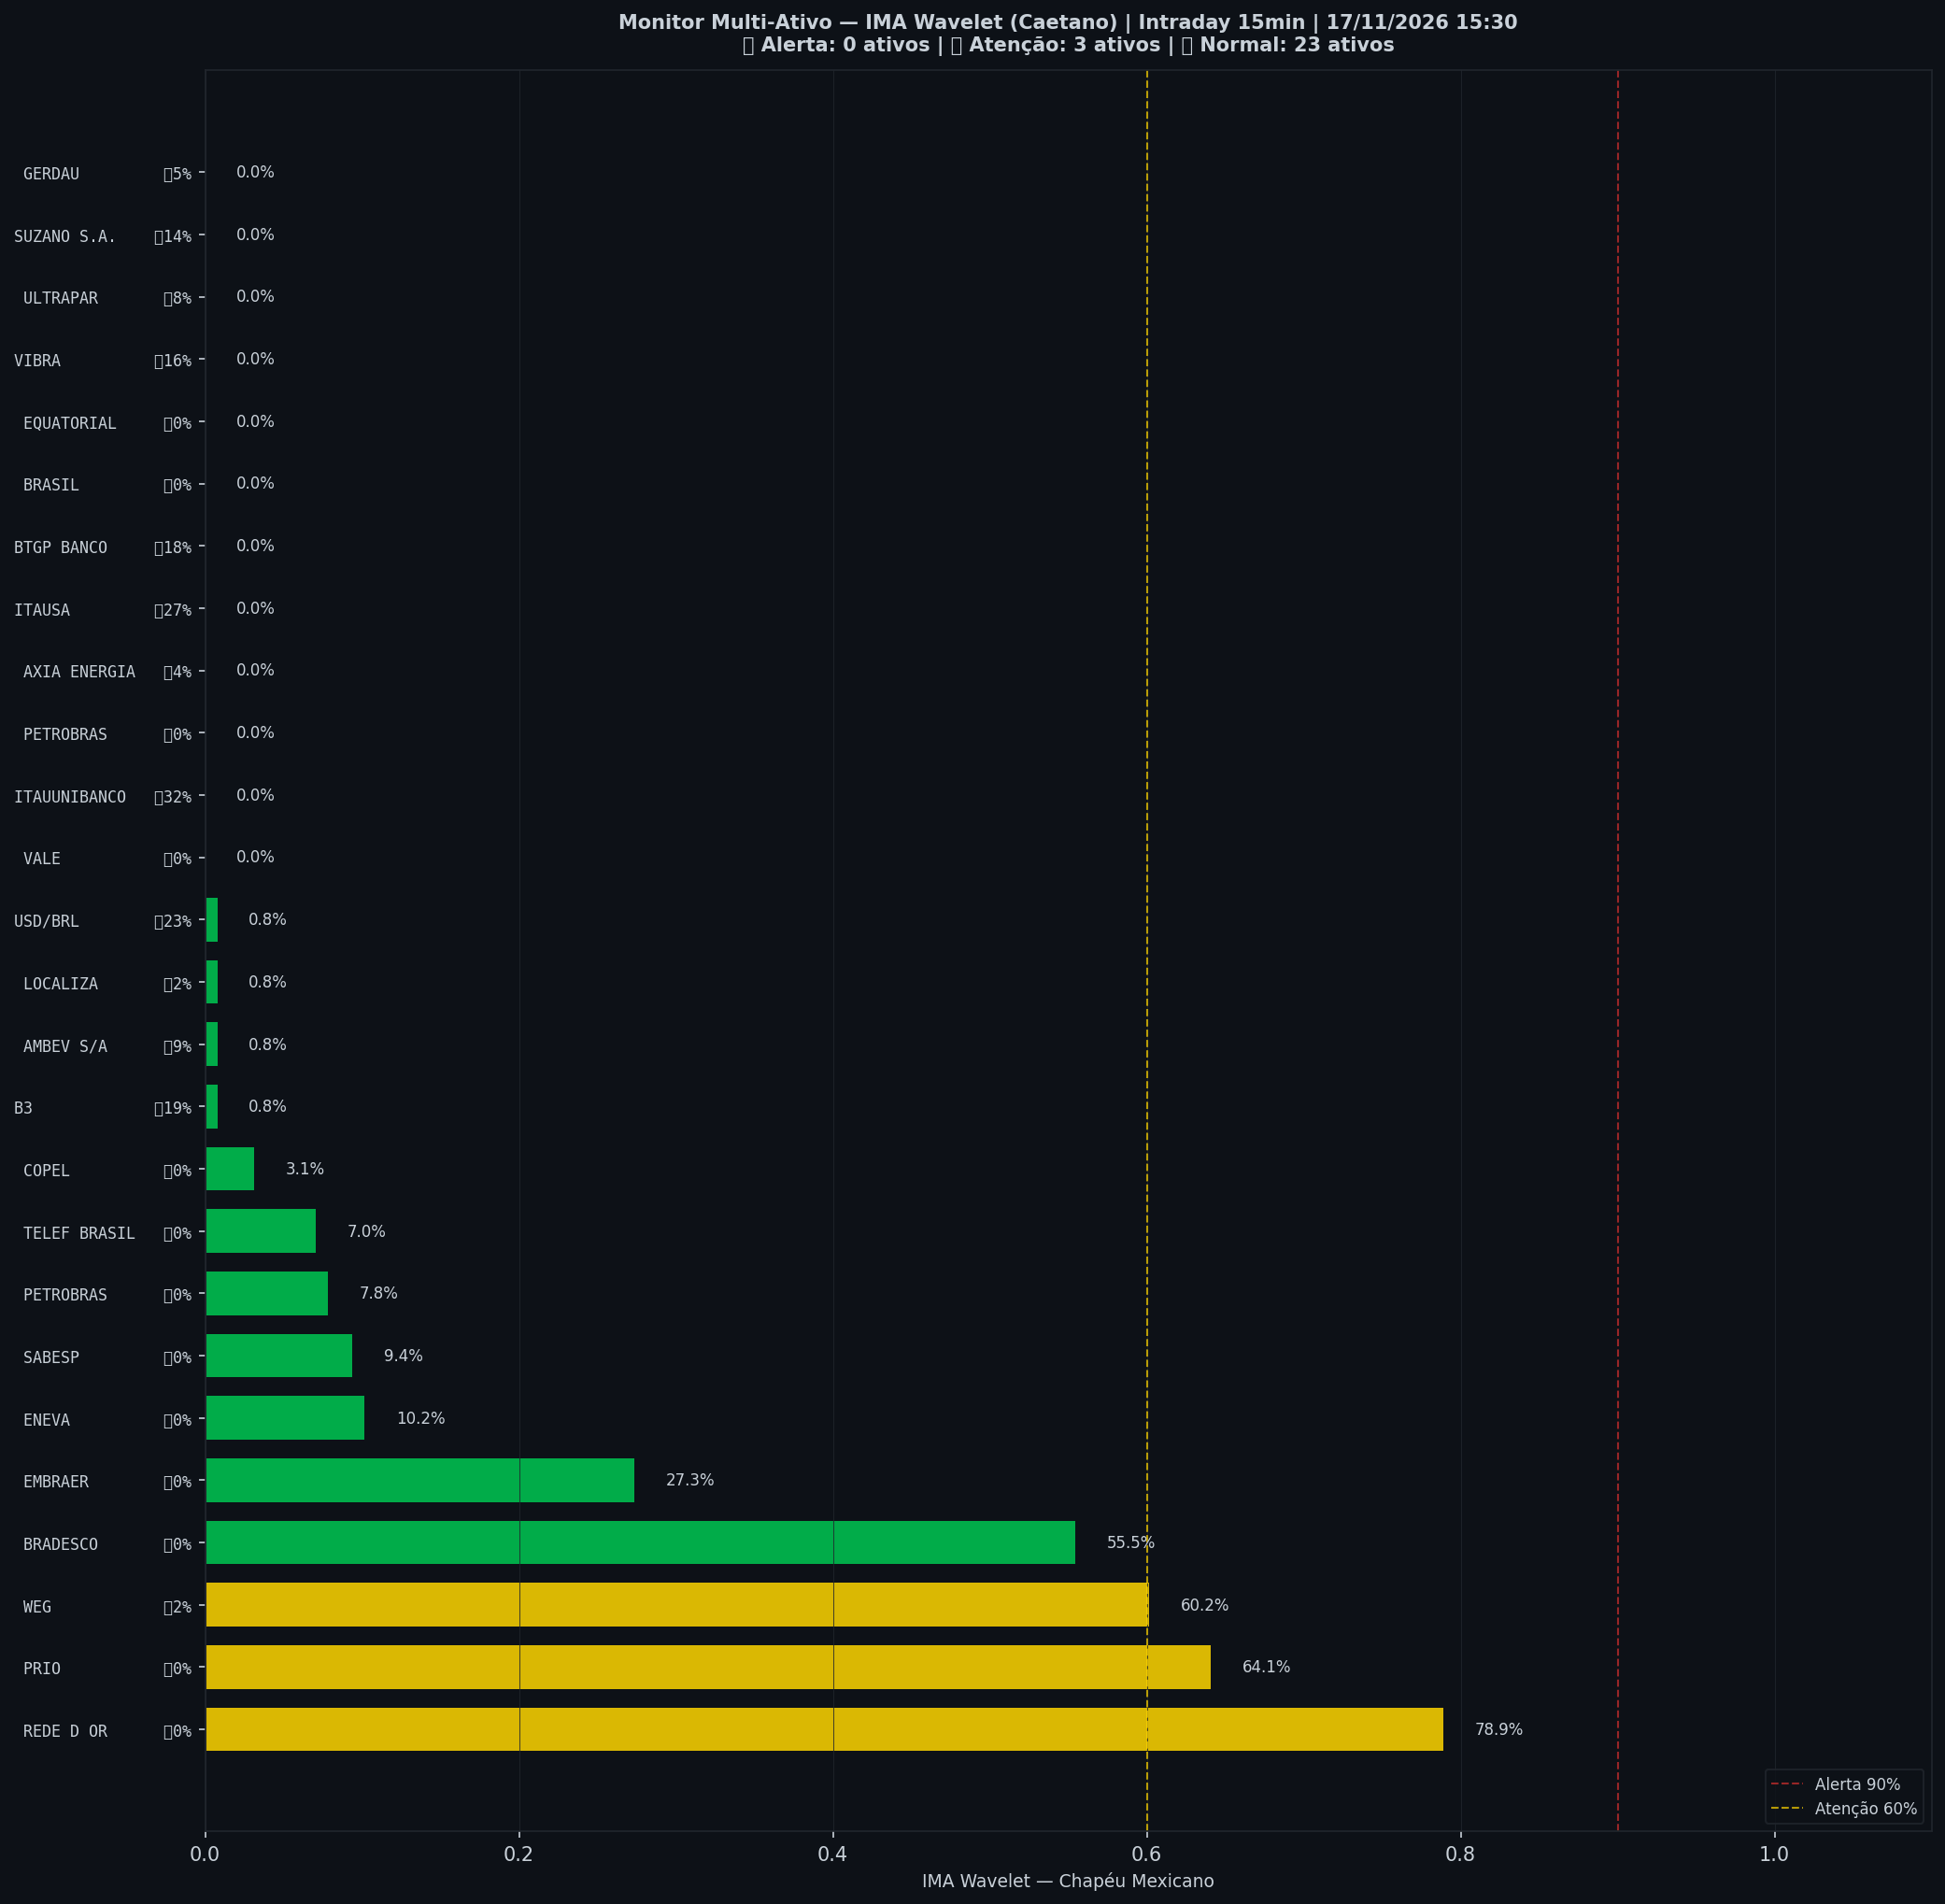 Monitor Multi-Ativo — IMA Wavelet (Caetano) | Intraday 15min | 17/11/2026 15:30
▯ Alerta: 0 ativos | ▯ Atenção: 3 ativos | ▯ Normal: 23 ativos
GERDAU ▯5% 0.0%
SUZANO S.A. ▯14% 0.0%
ULTRAPAR ▯8% 0.0%
VIBRA ▯16% 0.0%
EQUATORIAL ▯0% 0.0%
BRASIL ▯0% 0.0%
BTGP BANCO ▯18% 0.0%
ITAUSA ▯27% 0.0%
AXIA ENERGIA ▯4% 0.0%
PETROBRAS ▯0% 0.0%
ITAUUNIBANCO ▯32% 0.0%
VALE ▯0% 0.0%
USD/BRL ▯23% 0.8%
LOCALIZA ▯2% 0.8%
AMBEV S/A ▯9% 0.8%
B3 ▯19% 0.8%
COPEL ▯0% 3.1%
TELEF BRASIL ▯0% 7.0%
PETROBRAS ▯0% 7.8%
SABESP ▯0% 9.4%
ENEVA ▯0% 10.2%
EMBRAER ▯0% 27.3%
BRADESCO ▯0% 55.5%
WEG ▯2% 60.2%
PRIO ▯0% 64.1%
REDE D OR ▯0% 78.9%
Alerta 90%
Atenção 60%
0.0 0.2 0.4 0.6 0.8 1.0
IMA Wavelet — Chapéu Mexicano